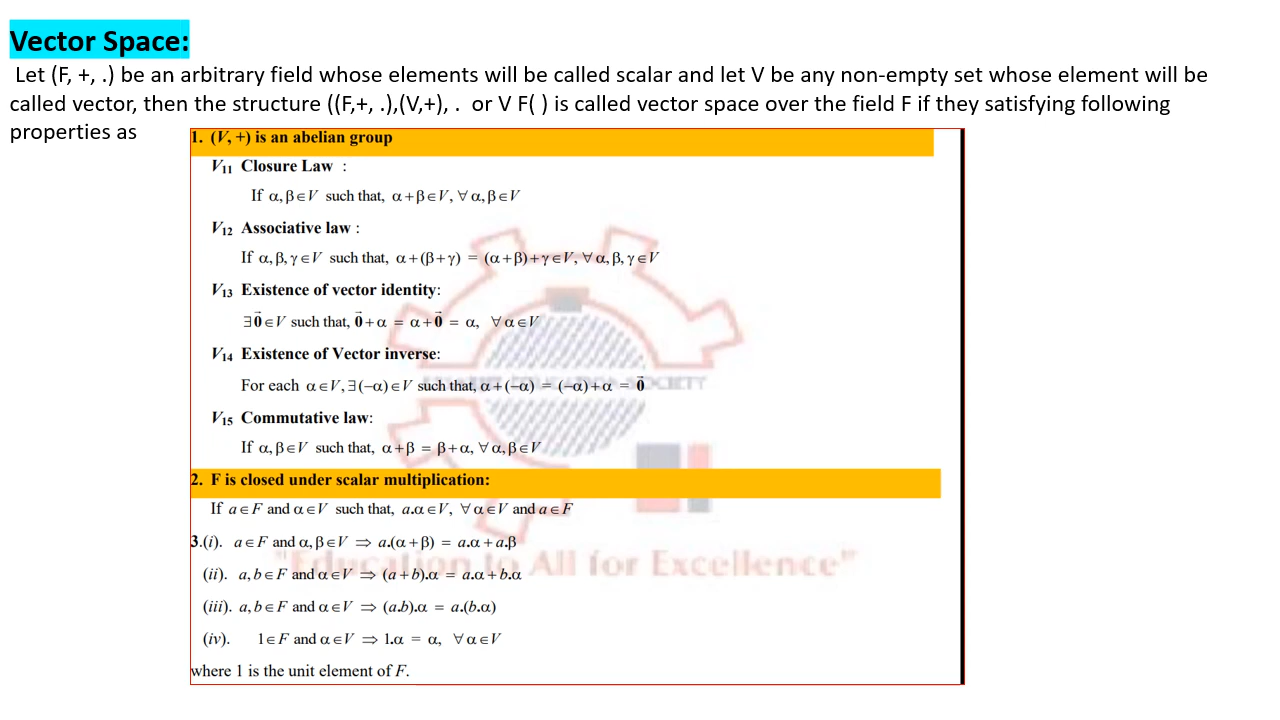 Vector Space:
Let (F, +, .) be an arbitrary field whose elements will be called scalar and let V be any non-empty set whose element will be
called vector, then the structure ((F,+, .),(V,+), .  or V F( ) is called vector space over the field F if they satisfying following
properties as
1. (V, +) is an abelian group
V₁₁ Closure Law :
If α, β ∈ V such that, α + β ∈ V, ∀ α, β ∈ V
V₁₂ Associative law :
If α, β, γ ∈ V such that, α + (β + γ) = (α + β) + γ ∈ V, ∀ α, β, γ ∈ V
V₁₃ Existence of vector identity:
∃ 0⃗ ∈ V such that, 0⃗ + α = α + 0⃗ = α, ∀ α ∈ V
V₁₄ Existence of Vector inverse:
For each α ∈ V, ∃ (−α) ∈ V such that, α + (−α) = (−α) + α = 0⃗
V₁₅ Commutative law:
If α, β ∈ V such that, α + β = β + α, ∀ α, β ∈ V
2. F is closed under scalar multiplication:
If a ∈ F and α ∈ V such that, a.α ∈ V, ∀ α ∈ V and a ∈ F
3.(i). a ∈ F and α, β ∈ V ⇒ a.(α + β) = a.α + a.β
"Education to All for Excellence"
(ii). a, b ∈ F and α ∈ V ⇒ (a + b).α = a.α + b.α
(iii). a, b ∈ F and α ∈ V ⇒ (a.b).α = a.(b.α)
(iv). 1 ∈ F and α ∈ V ⇒ 1.α = α, ∀ α ∈ V
where 1 is the unit element of F.